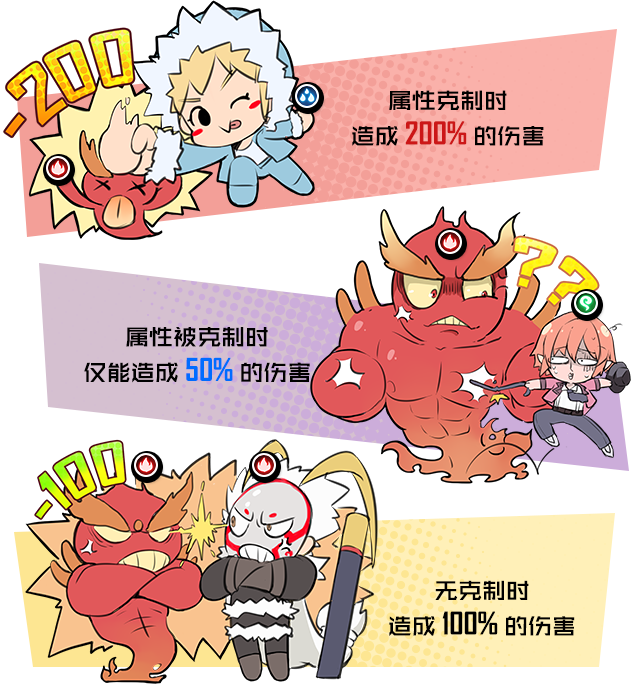 -200
属性克制时
造成 200% 的伤害
??
属性被克制时
仅能造成 50% 的伤害
-100
无克制时
造成 100% 的伤害